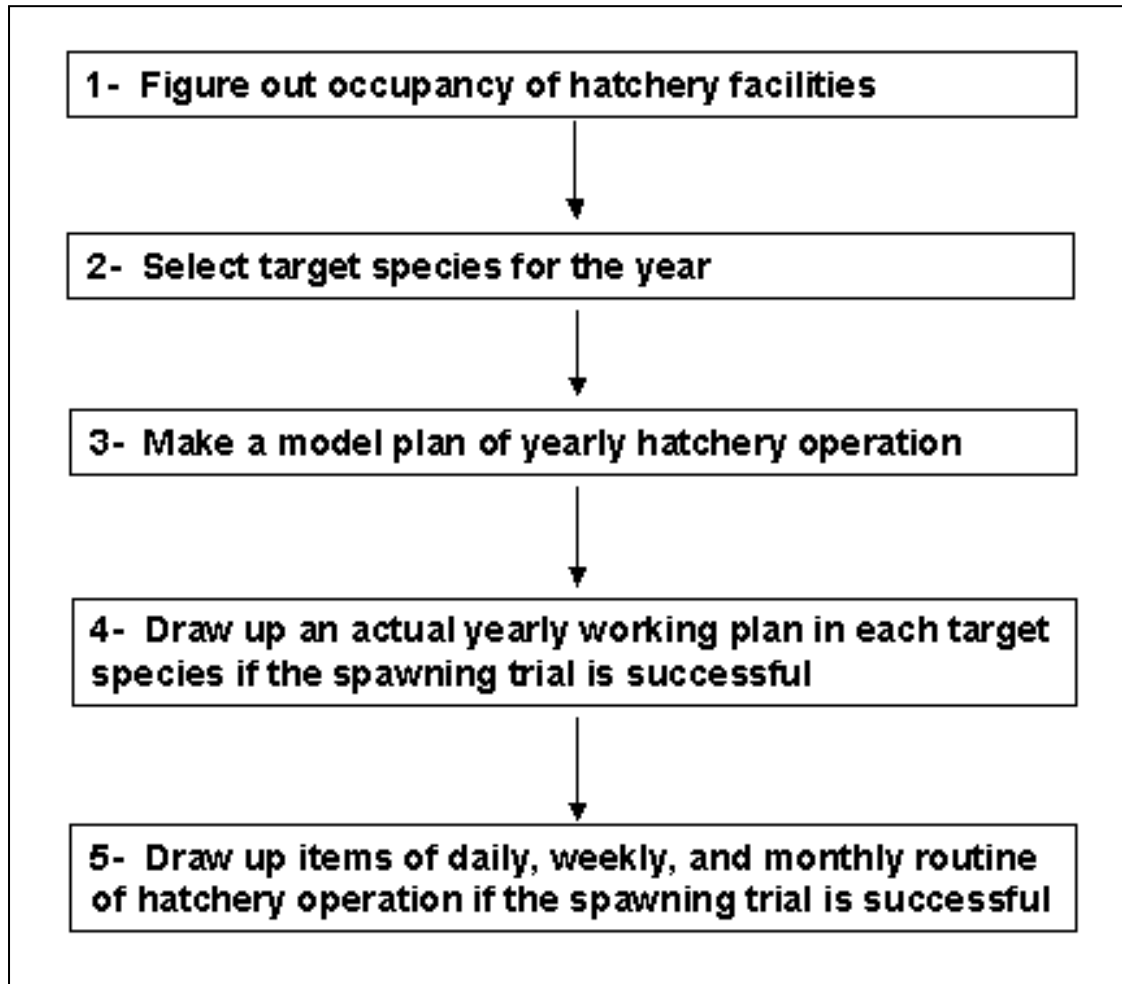 1- Figure out occupancy of hatchery facilities
2- Select target species for the year
3- Make a model plan of yearly hatchery operation
4- Draw up an actual yearly working plan in each target
species if the spawning trial is successful
5- Draw up items of daily, weekly, and monthly routine
of hatchery operation if the spawning trial is successful